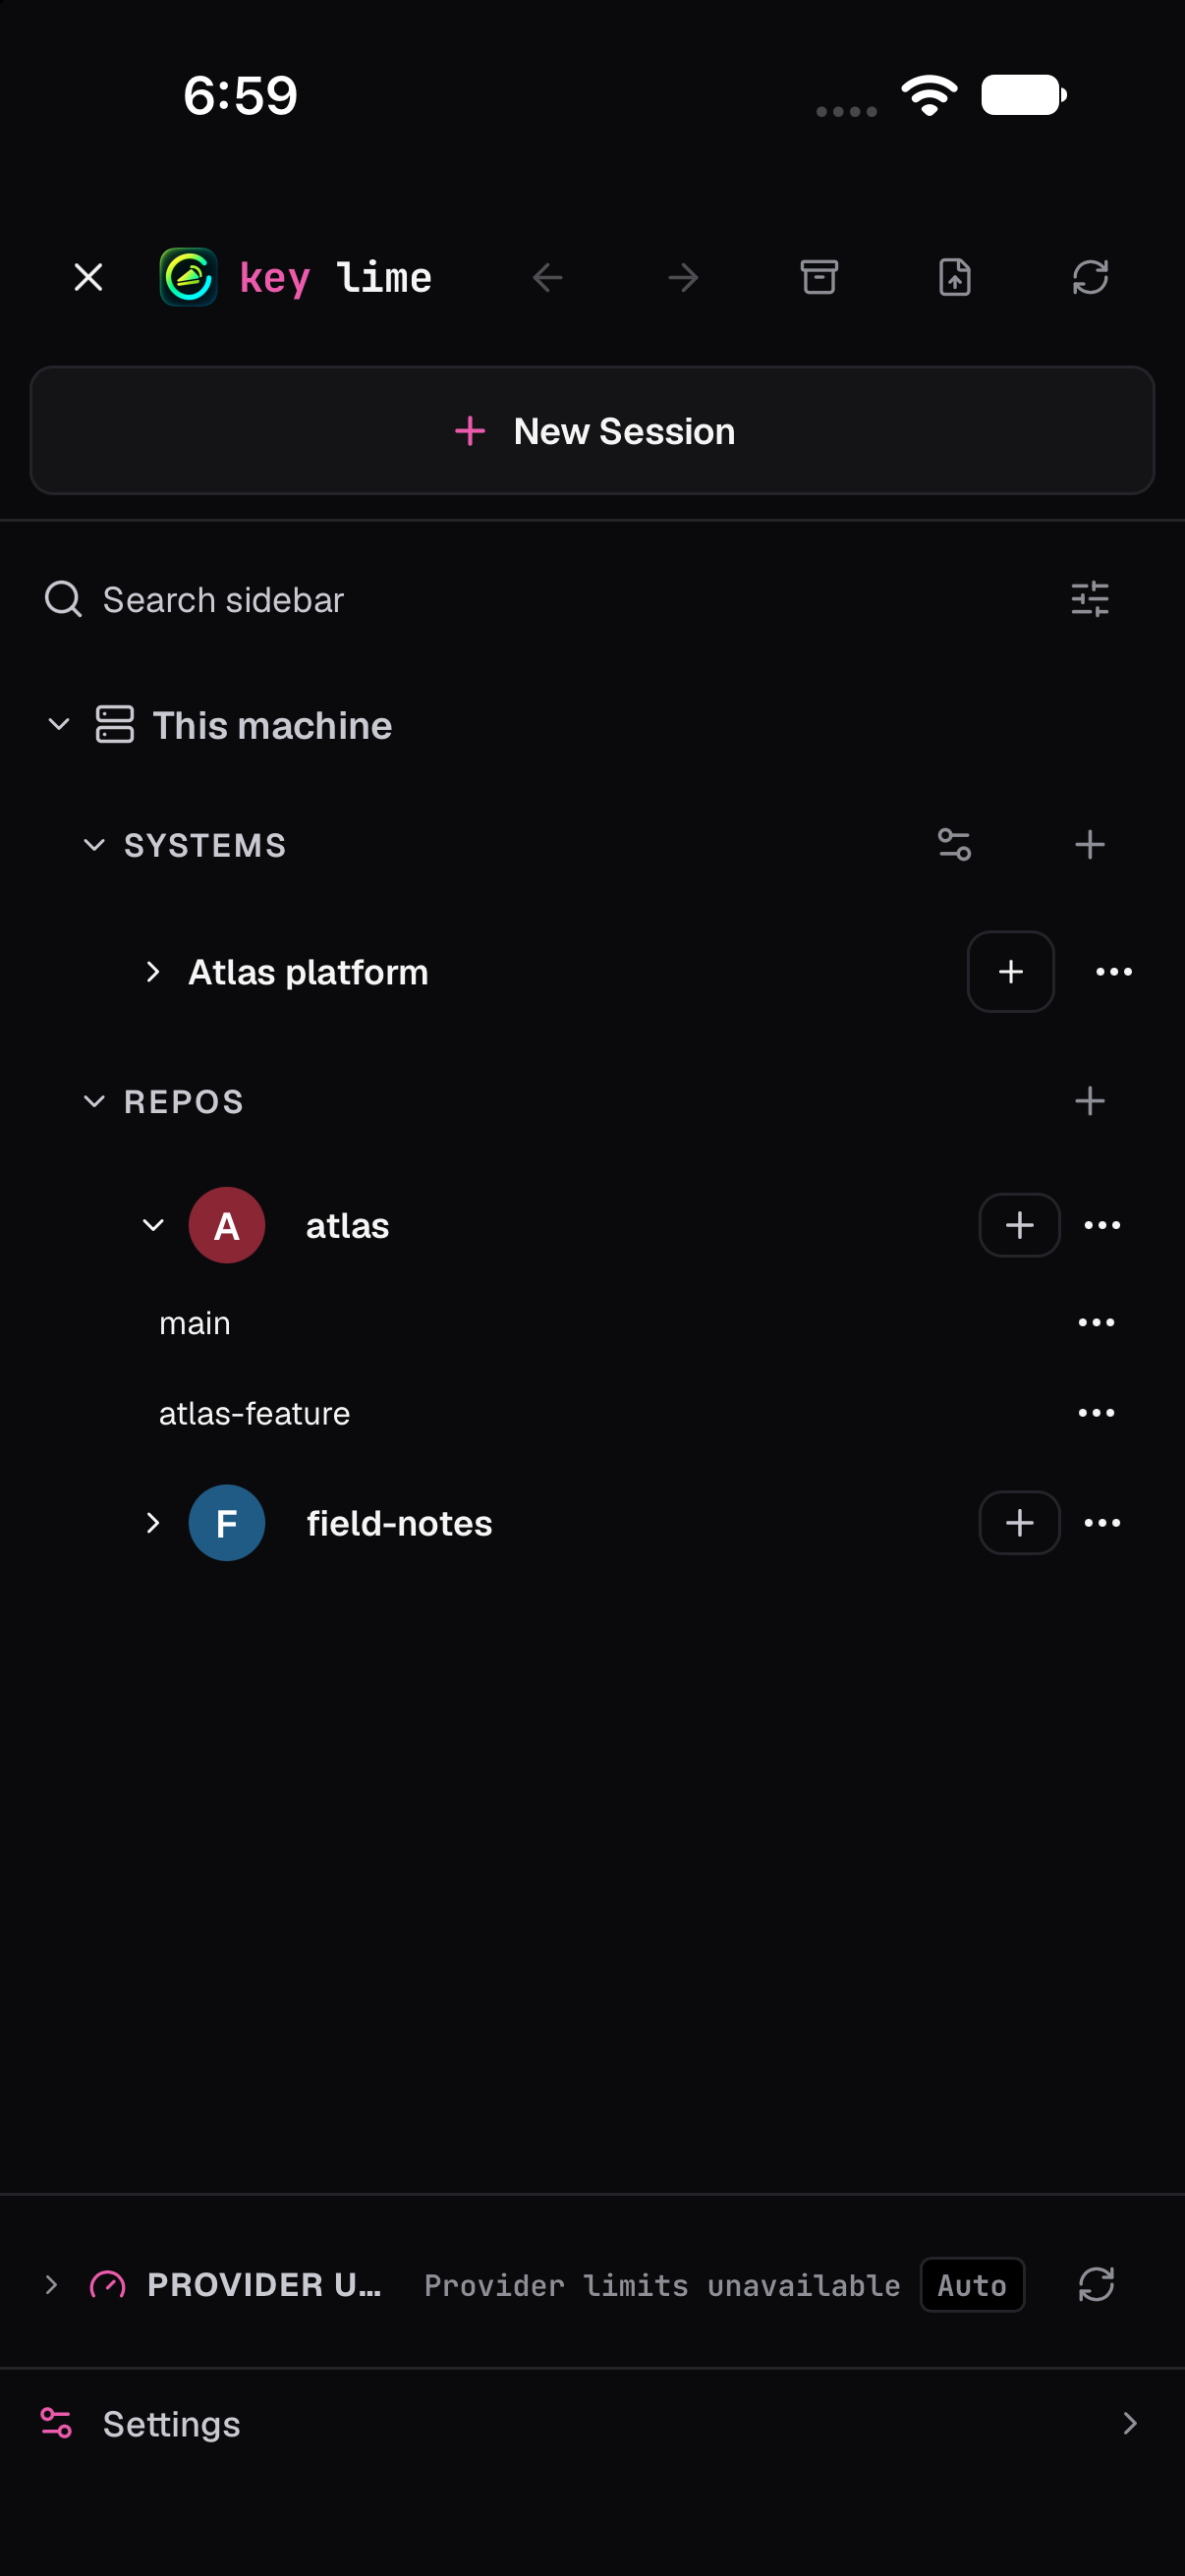 6:59
key lime
New Session
Search sidebar
This machine
SYSTEMS
Atlas platform
REPOS
A atlas
main
atlas-feature
F field-notes
PROVIDER U... Provider limits unavailable Auto
Settings